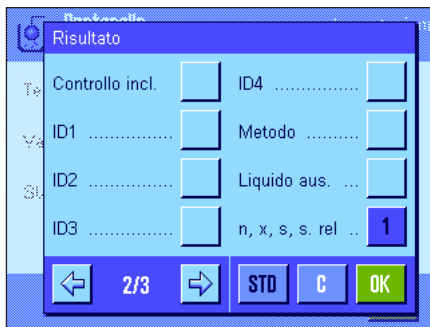 Risultato
Controllo incl.
ID4 ...............
ID1 ...............
Metodo ..........
ID2 ...............
Liquido aus. ...
ID3 ...............
n, x, s, s. rel .. 1
2/3
STD
C
OK